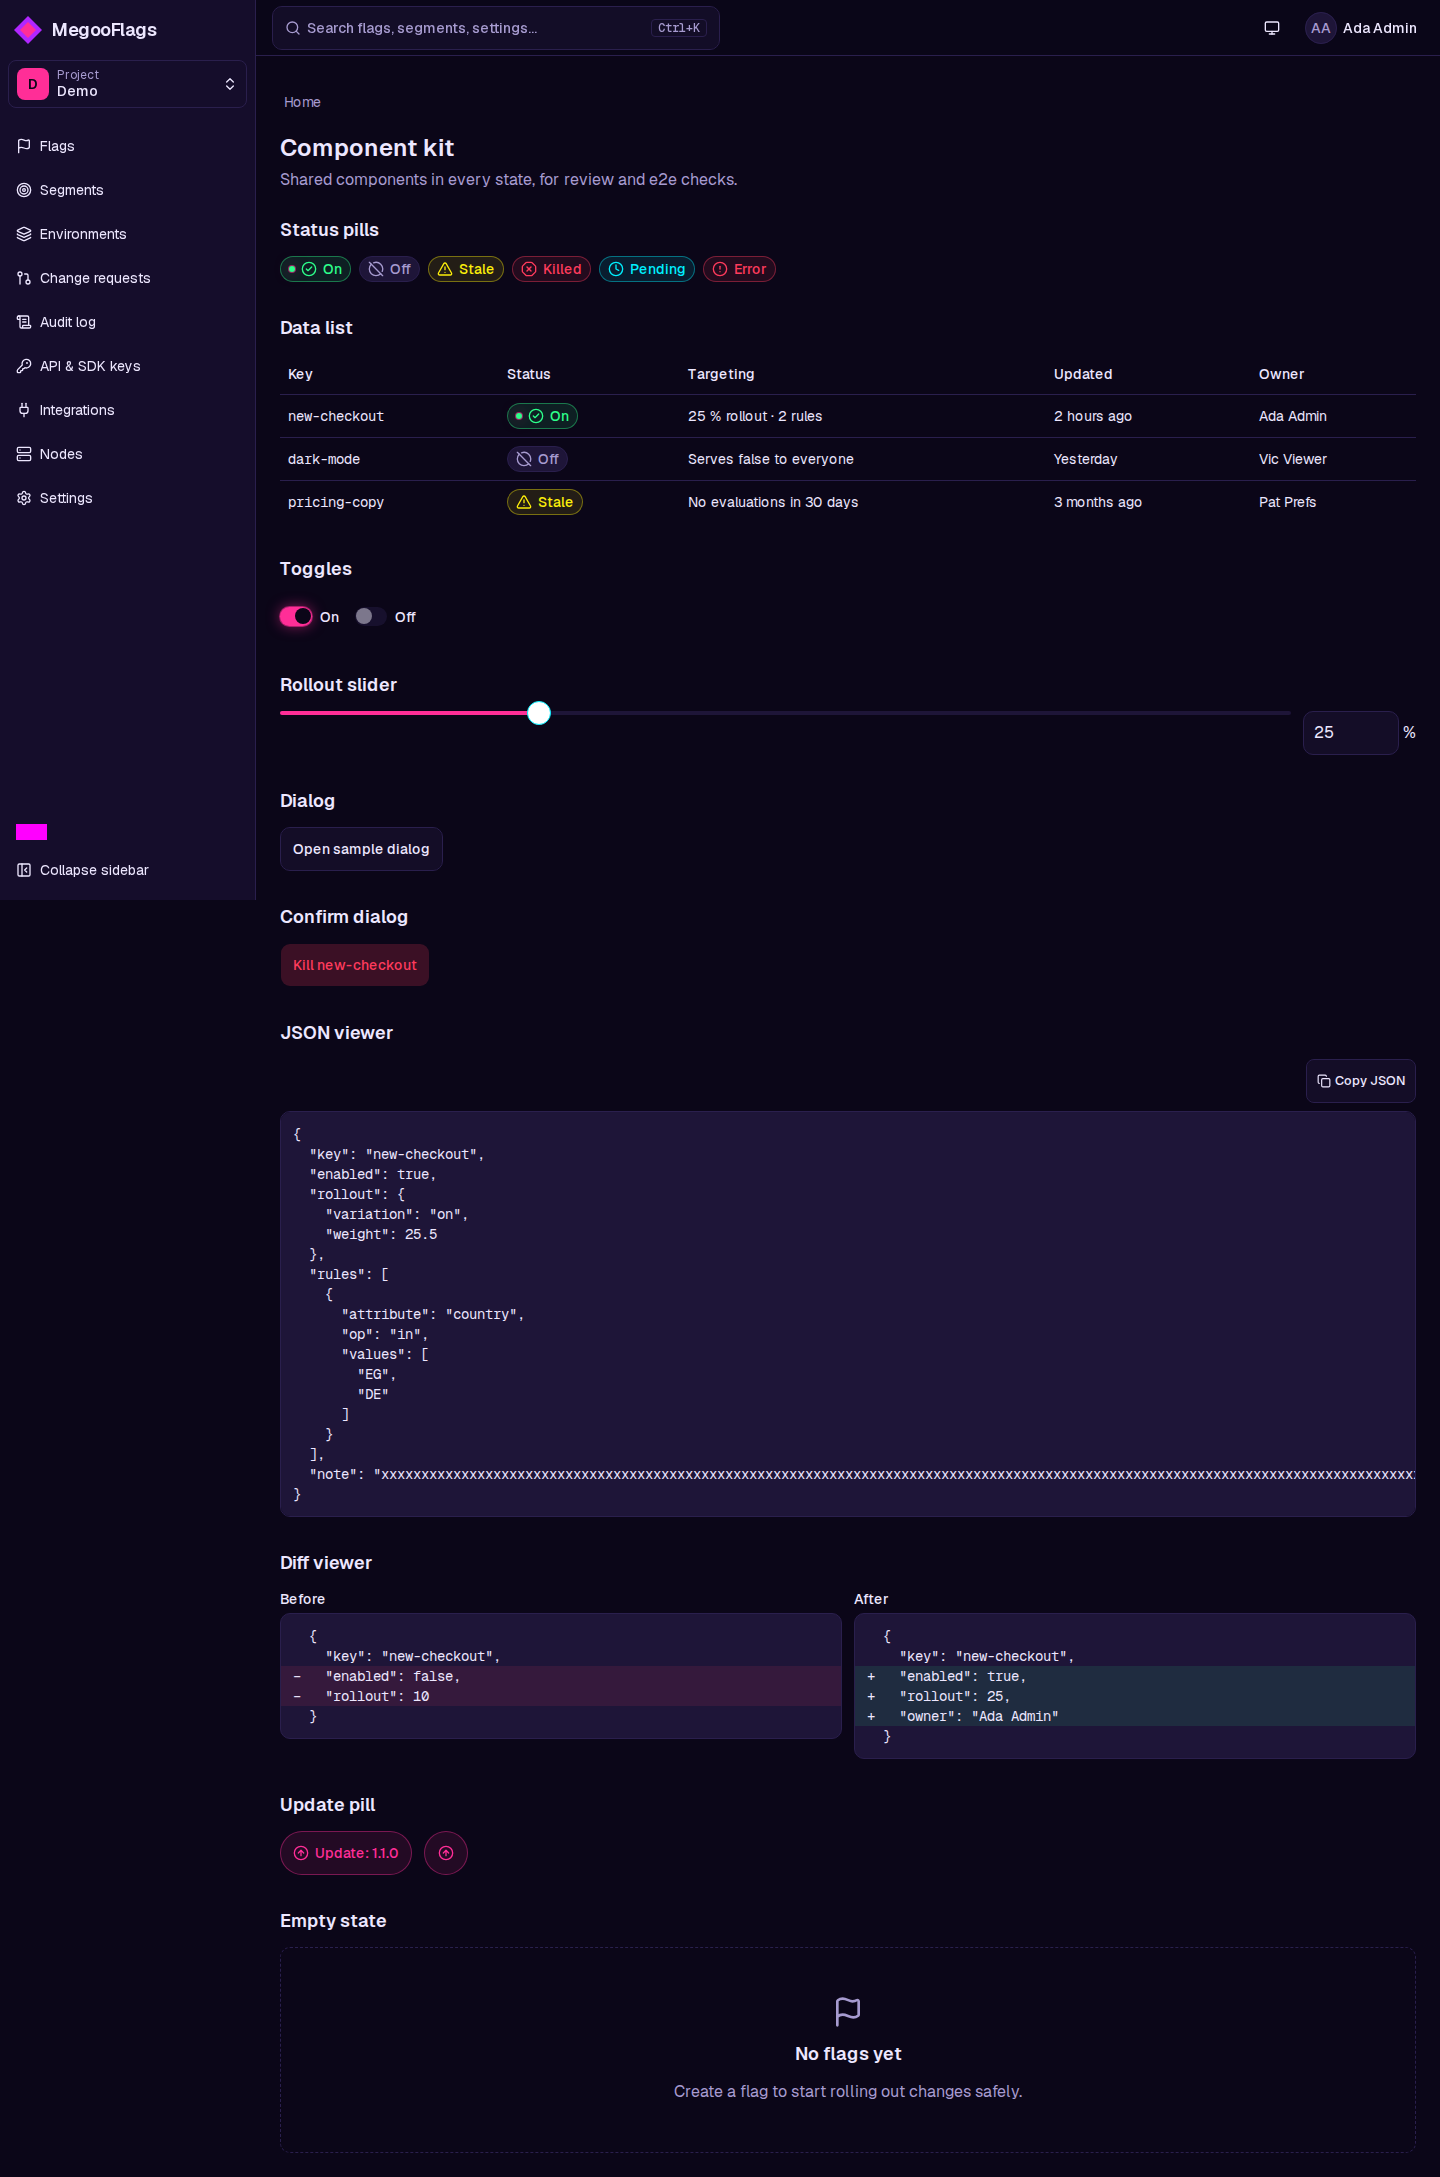 MegooFlags
Search flags, segments, settings...
Ctrl+K
AA
Ada Admin
D
Project
Demo
Flags
Segments
Environments
Change requests
Audit log
API & SDK keys
Integrations
Nodes
Settings
Collapse sidebar
Home
Component kit
Shared components in every state, for review and e2e checks.
Status pills
On
Off
Stale
Killed
Pending
Error
Data list
Key Status Targeting Updated Owner
new-checkout On 25 % rollout · 2 rules 2 hours ago Ada Admin
dark-mode Off Serves false to everyone Yesterday Vic Viewer
pricing-copy Stale No evaluations in 30 days 3 months ago Pat Prefs
Toggles
On
Off
Rollout slider
25 %
Dialog
Open sample dialog
Confirm dialog
Kill new-checkout
JSON viewer
Copy JSON
{
"key": "new-checkout",
"enabled": true,
"rollout": {
"variation": "on",
"weight": 25.5
},
"rules": [
{
"attribute": "country",
"op": "in",
"values": [
"EG",
"DE"
]
}
],
"note":
}
Diff viewer
Before
{
"key": "new-checkout",
- "enabled": false,
- "rollout": 10
}
After
{
"key": "new-checkout",
+ "enabled": true,
+ "rollout": 25,
+ "owner": "Ada Admin"
}
Update pill
Update: 1.1.0
Empty state
No flags yet
Create a flag to start rolling out changes safely.